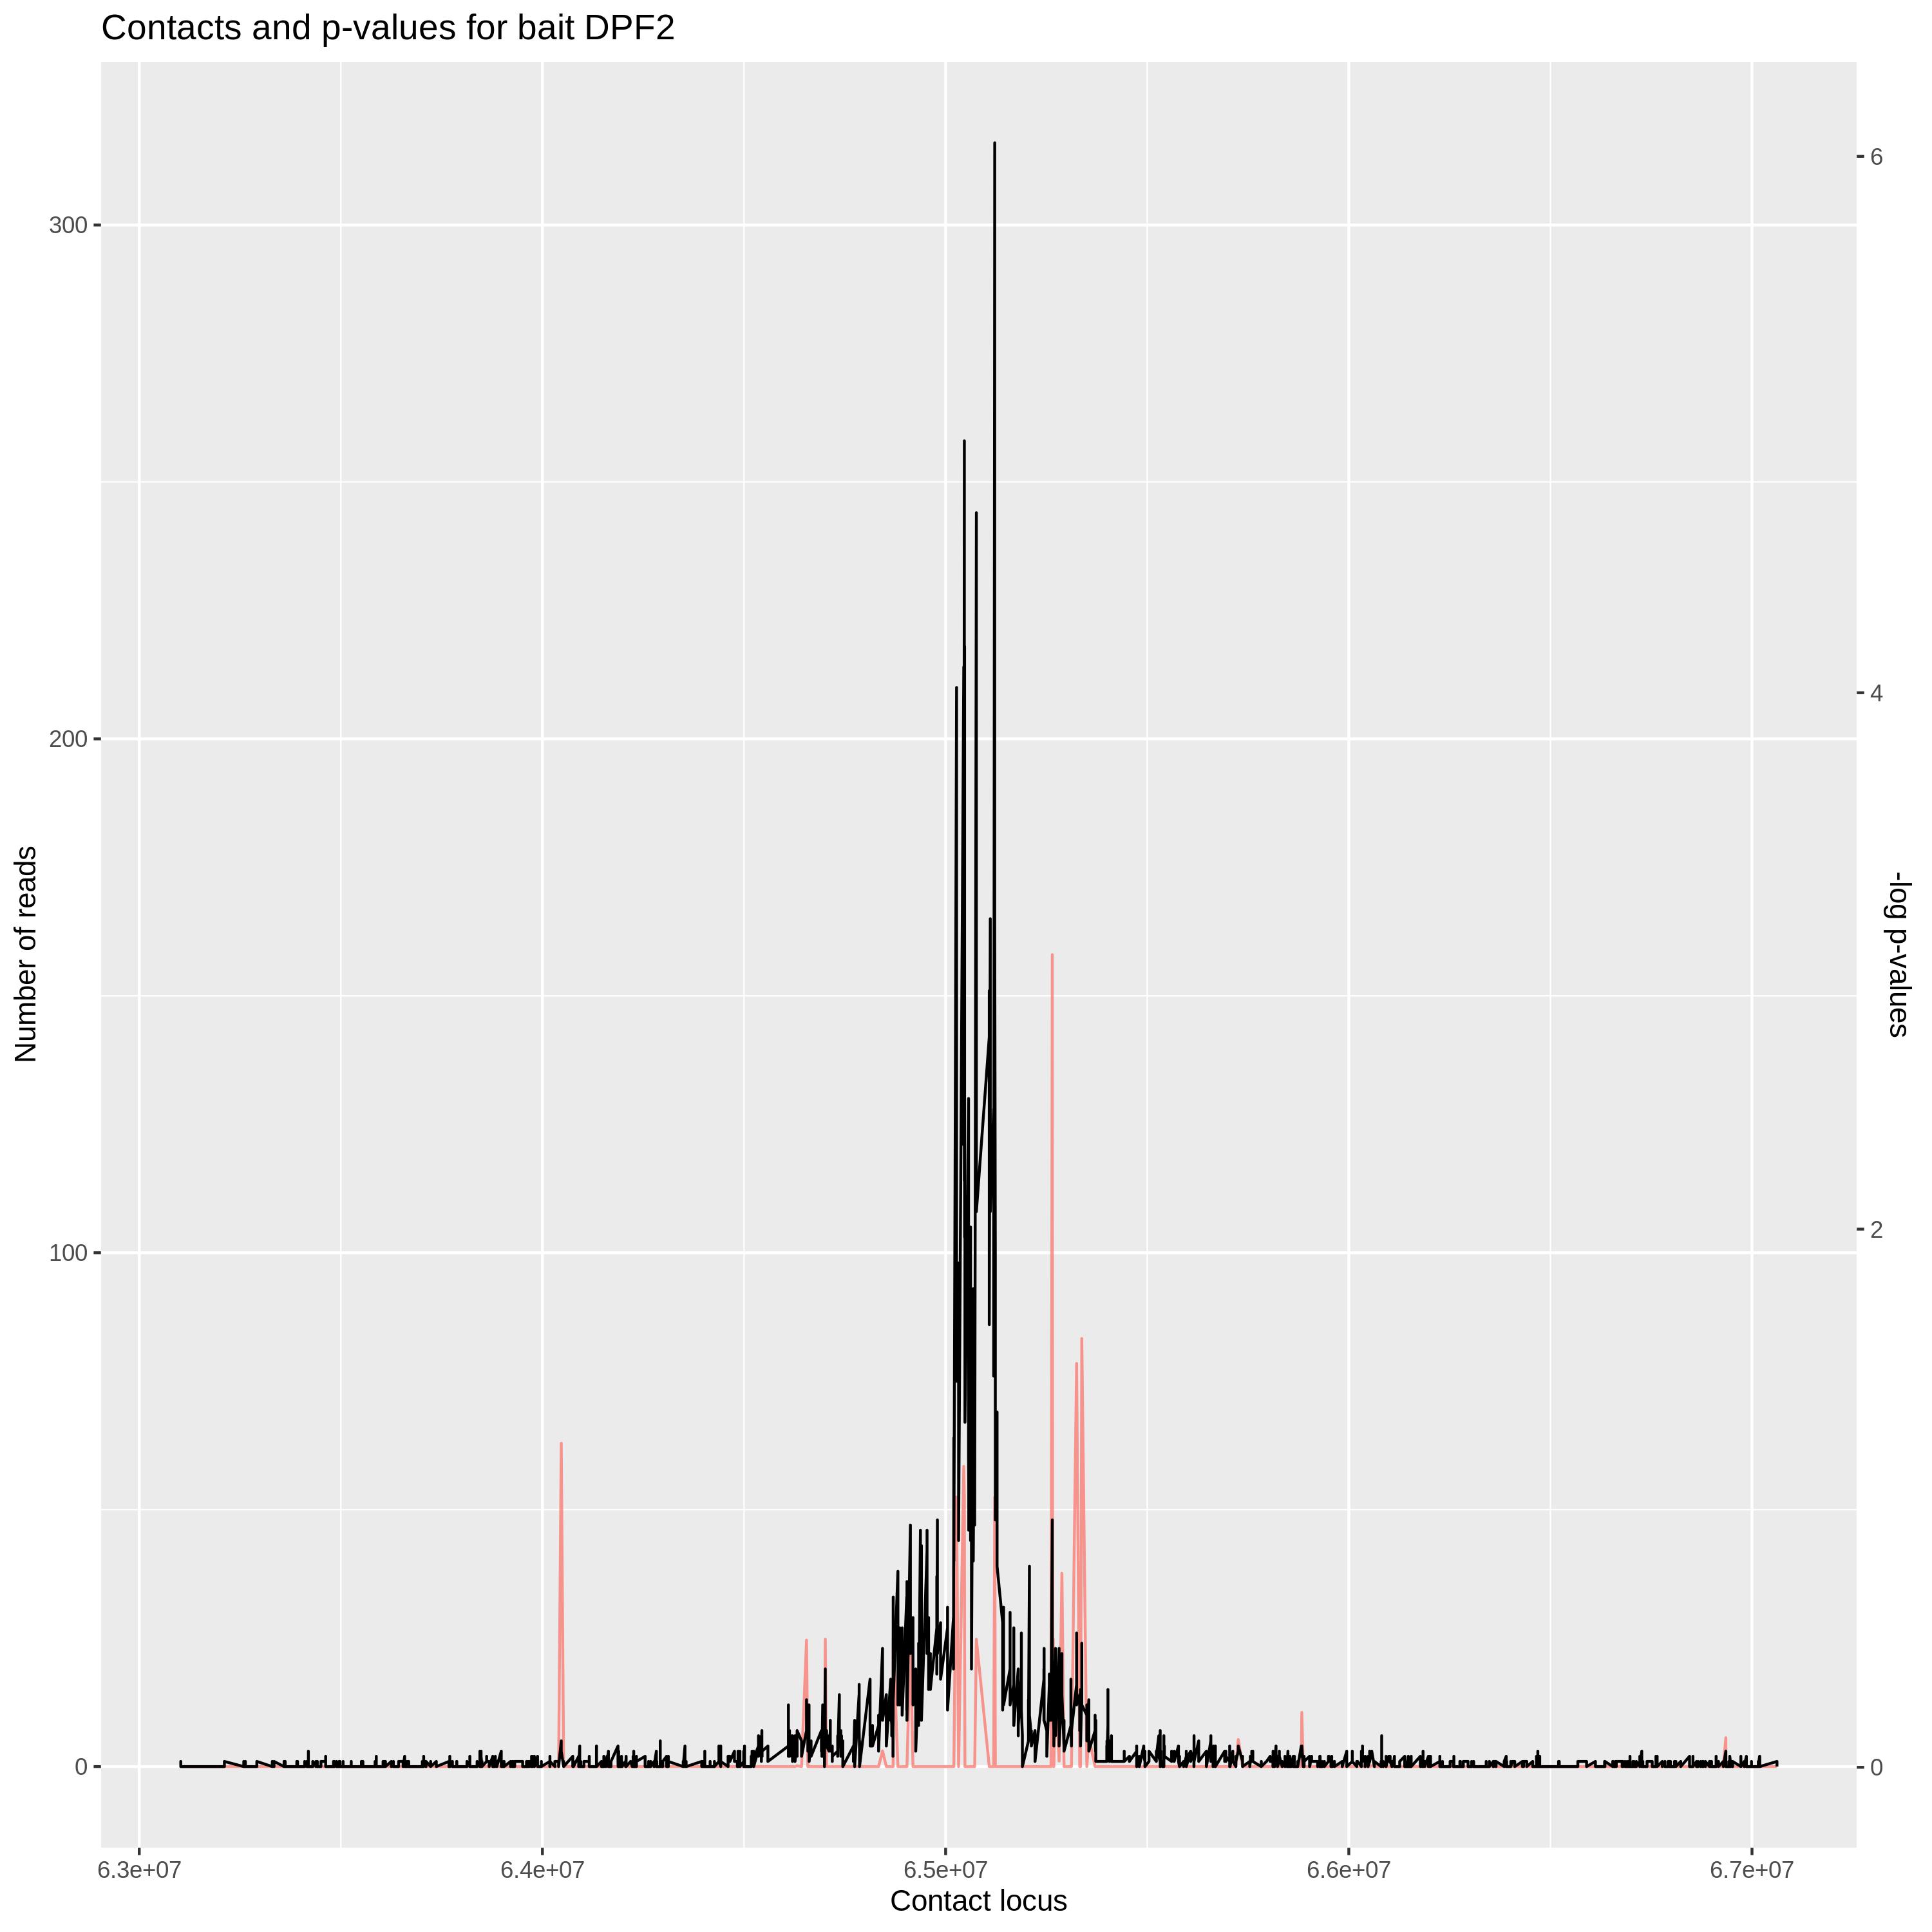 Contacts and p-values for bait DPF2
300
200
100
0
Number of reads
6
4
2
0
-log p-values
6.3e+07
6.4e+07
6.5e+07
6.6e+07
6.7e+07
Contact locus